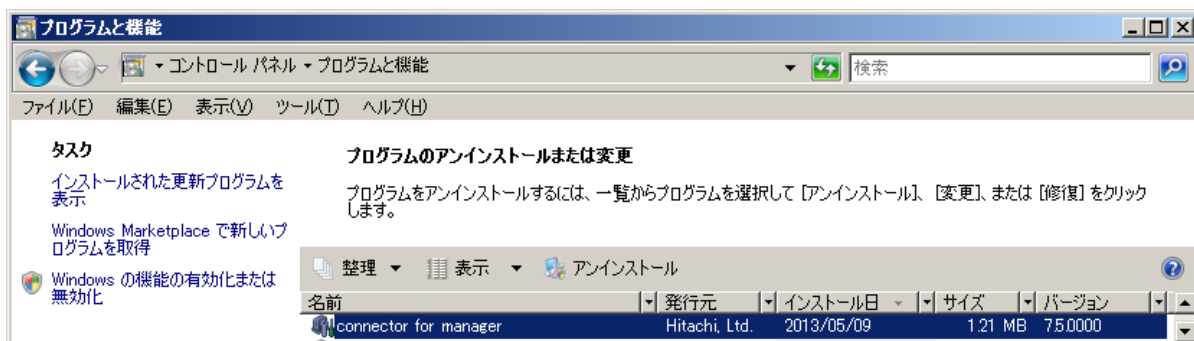 プログラムと機能
コントロール パネル プログラムと機能
検索
ファイル(F) 編集(E) 表示(V) ツール(T) ヘルプ(H)
タスク
インストールされた更新プログラムを
表示
Windows Marketplace で新しいプ
ログラムを取得
Windows の機能の有効化または
無効化
プログラムのアンインストールまたは変更
プログラムをアンインストールするには、一覧からプログラムを選択して [アンインストール]、[変更]、または [修復] をクリック
します。
整理 表示 アンインストール
名前 発行元 インストール日 サイズ バージョン
connector for manager Hitachi, Ltd. 2013/05/09 1.21 MB 7.5.0000